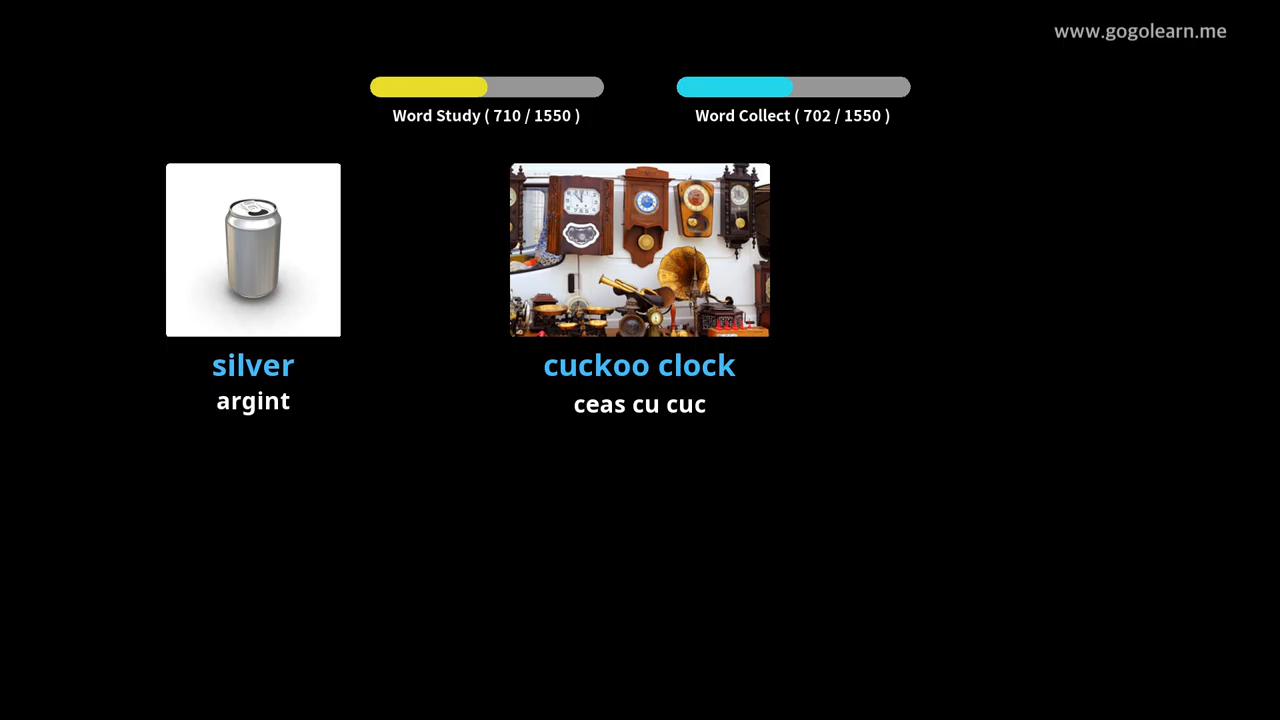 www.gogolearn.me
Word Study ( 710 / 1550 )
Word Collect ( 702 / 1550 )
silver
argint
cuckoo clock
ceas cu cuc